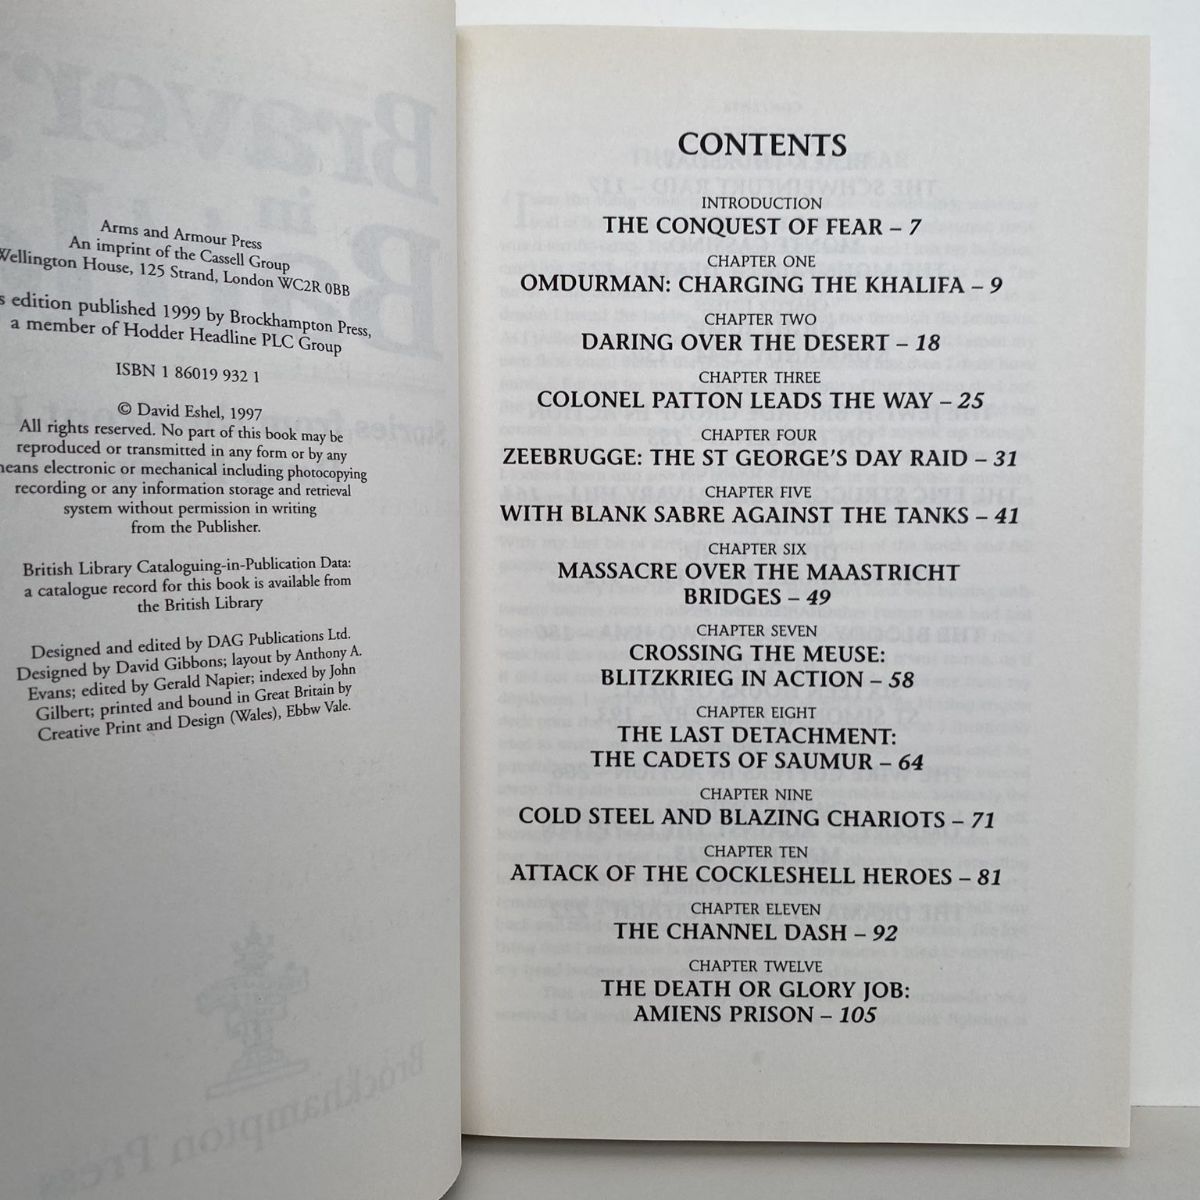 Arms and Armour Press
An imprint of the Cassell Group
Wellington House, 125 Strand, London WC2R 0BB
edition published 1999 by Brockhampton Press,
a member of Hodder Headline PLC Group
ISBN 1 86019 932 1
© David Eshel, 1997
All rights reserved. No part of this book may be
reproduced or transmitted in any form or by any
means electronic or mechanical including photocopying
recording or any information storage and retrieval
system without permission in writing
from the Publisher.
British Library Cataloguing-in-Publication Data:
a catalogue record for this book is available from
the British Library
Designed and edited by DAG Publications Ltd.
Designed by David Gibbons; layout by Anthony A.
Evans; edited by Gerald Napier; indexed by John
Gilbert; printed and bound in Great Britain by
Creative Print and Design (Wales), Ebbw Vale.
CONTENTS
INTRODUCTION
THE CONQUEST OF FEAR – 7
CHAPTER ONE
OMDURMAN: CHARGING THE KHALIFA – 9
CHAPTER TWO
DARING OVER THE DESERT – 18
CHAPTER THREE
COLONEL PATTON LEADS THE WAY – 25
CHAPTER FOUR
ZEEBRUGGE: THE ST GEORGE'S DAY RAID – 31
CHAPTER FIVE
WITH BLANK SABRE AGAINST THE TANKS – 41
CHAPTER SIX
MASSACRE OVER THE MAASTRICHT
BRIDGES – 49
CHAPTER SEVEN
CROSSING THE MEUSE:
BLITZKRIEG IN ACTION – 58
CHAPTER EIGHT
THE LAST DETACHMENT:
THE CADETS OF SAUMUR – 64
CHAPTER NINE
COLD STEEL AND BLAZING CHARIOTS – 71
CHAPTER TEN
ATTACK OF THE COCKLESHELL HEROES – 81
CHAPTER ELEVEN
THE CHANNEL DASH – 92
CHAPTER TWELVE
THE DEATH OR GLORY JOB:
AMIENS PRISON – 105